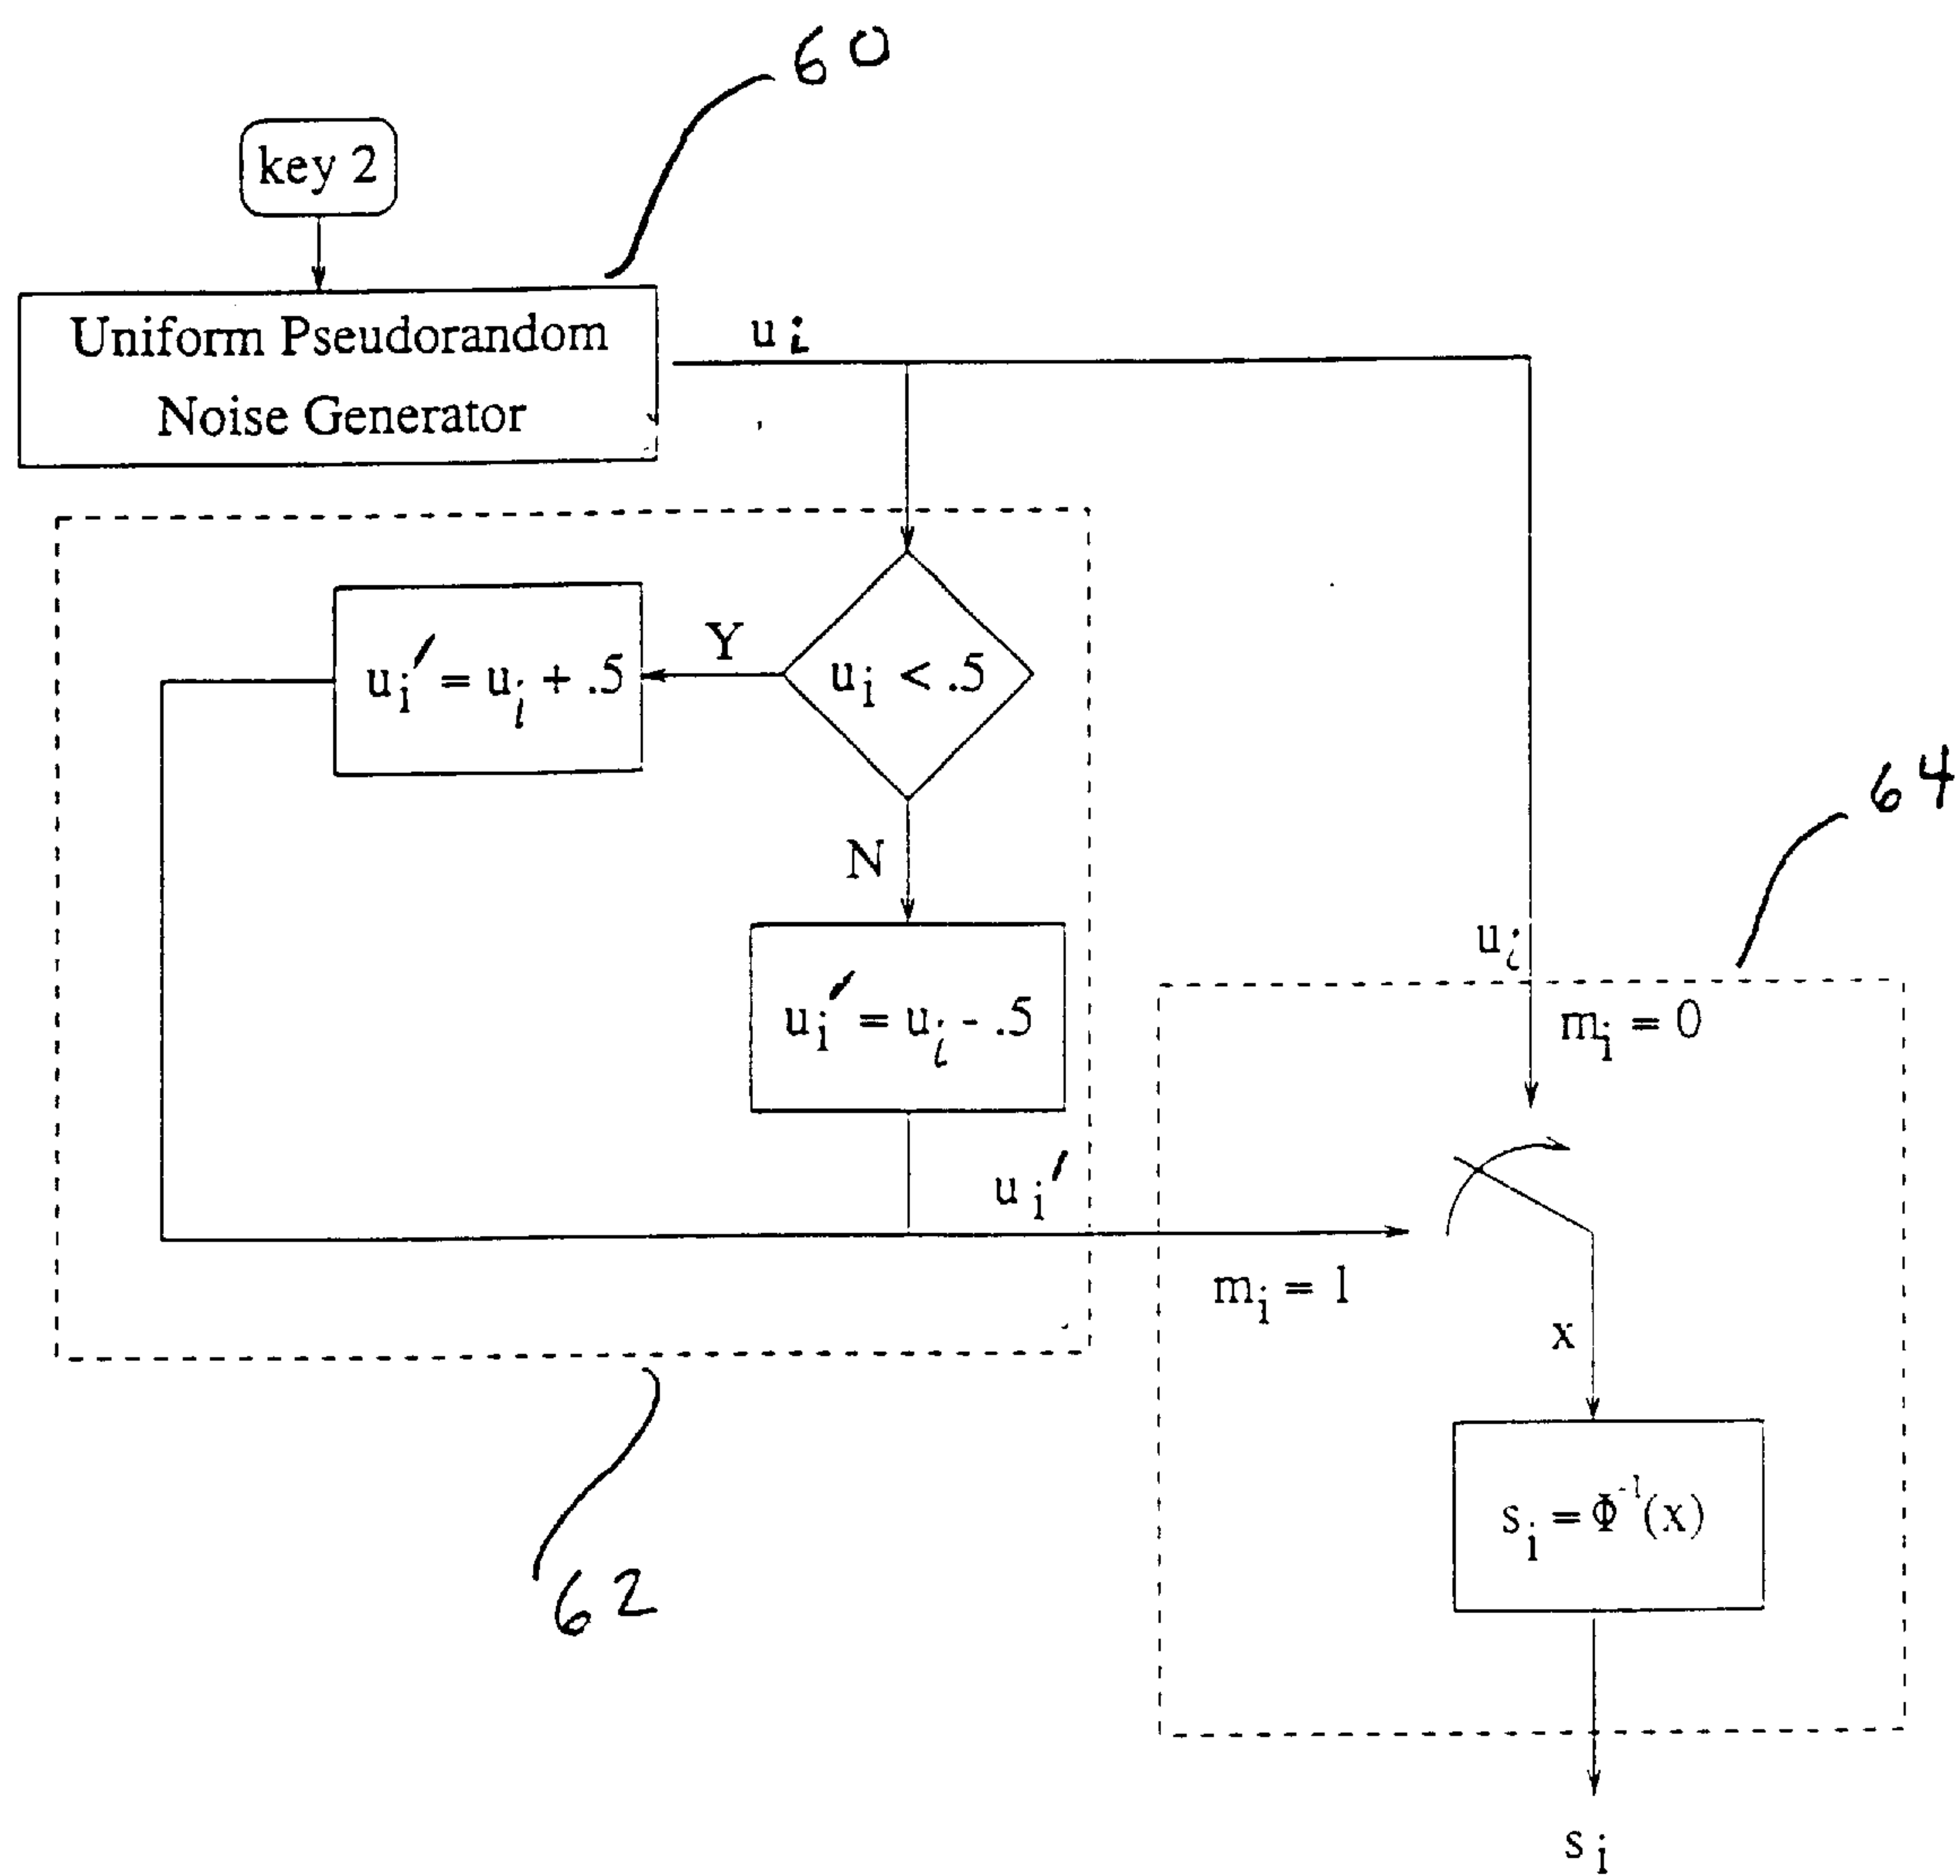 60
key 2
Uniform Pseudorandom
Noise Generator
u i
u i < .5
Y
u i ′ = u i + .5
N
u i ′ = u i - .5
u i ′
64
u i
m i = 0
m i = 1
x
s i = Φ -1 (x)
62
s i